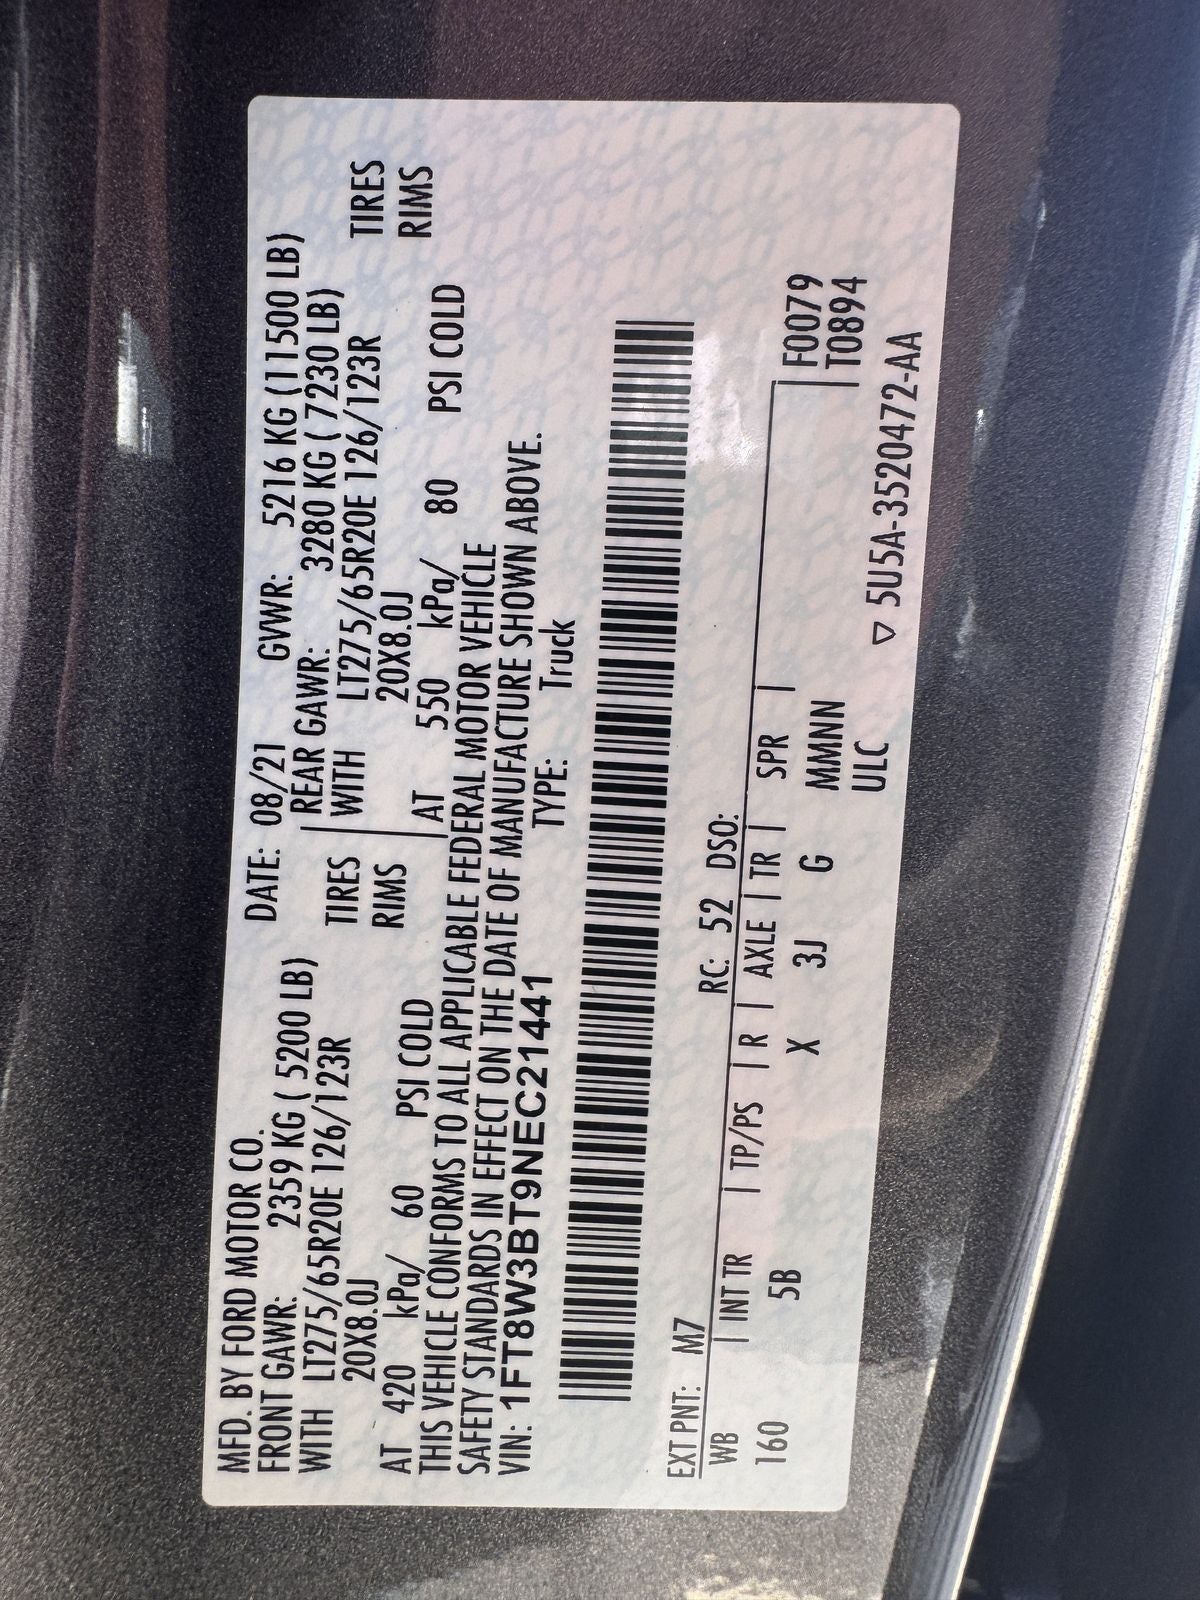 MFD. BY FORD MOTOR CO. DATE: 08/21 GVWR: 5216 KG (11500 LB)
FRONT GAWR: 2359 KG ( 5200 LB) REAR GAWR: 3280 KG ( 7230 LB)
WITH LT275/65R20E 126/123R TIRES WITH LT275/65R20E 126/123R TIRES
20X8.0J RIMS 20X8.0J RIMS
AT 420 kPa/ 60 PSI COLD AT 550 kPa/ 80 PSI COLD
THIS VEHICLE CONFORMS TO ALL APPLICABLE FEDERAL MOTOR VEHICLE
SAFETY STANDARDS IN EFFECT ON THE DATE OF MANUFACTURE SHOWN ABOVE.
VIN: 1FT8W3BT9NEC21441 TYPE: Truck
EXT PNT: M7 RC: 52 DSO:
WB | INT TR | TP/PS | R | AXLE | TR | SPR | F0079
160 5B X 3J G MMNN T0894
ULC
▽ 5U5A-3520472-AA